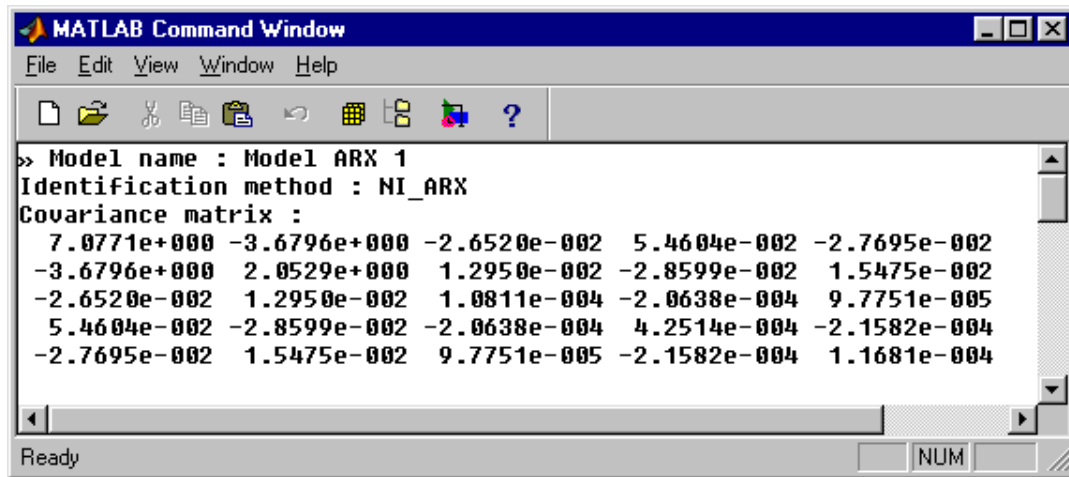 MATLAB Command Window
File Edit View Window Help
?
» Model name : Model ARX 1
Identification method : NI_ARX
Covariance matrix :
7.0771e+000 -3.6796e+000 -2.6520e-002 5.4604e-002 -2.7695e-002
-3.6796e+000 2.0529e+000 1.2950e-002 -2.8599e-002 1.5475e-002
-2.6520e-002 1.2950e-002 1.0811e-004 -2.0638e-004 9.7751e-005
5.4604e-002 -2.8599e-002 -2.0638e-004 4.2514e-004 -2.1582e-004
-2.7695e-002 1.5475e-002 9.7751e-005 -2.1582e-004 1.1681e-004
Ready NUM